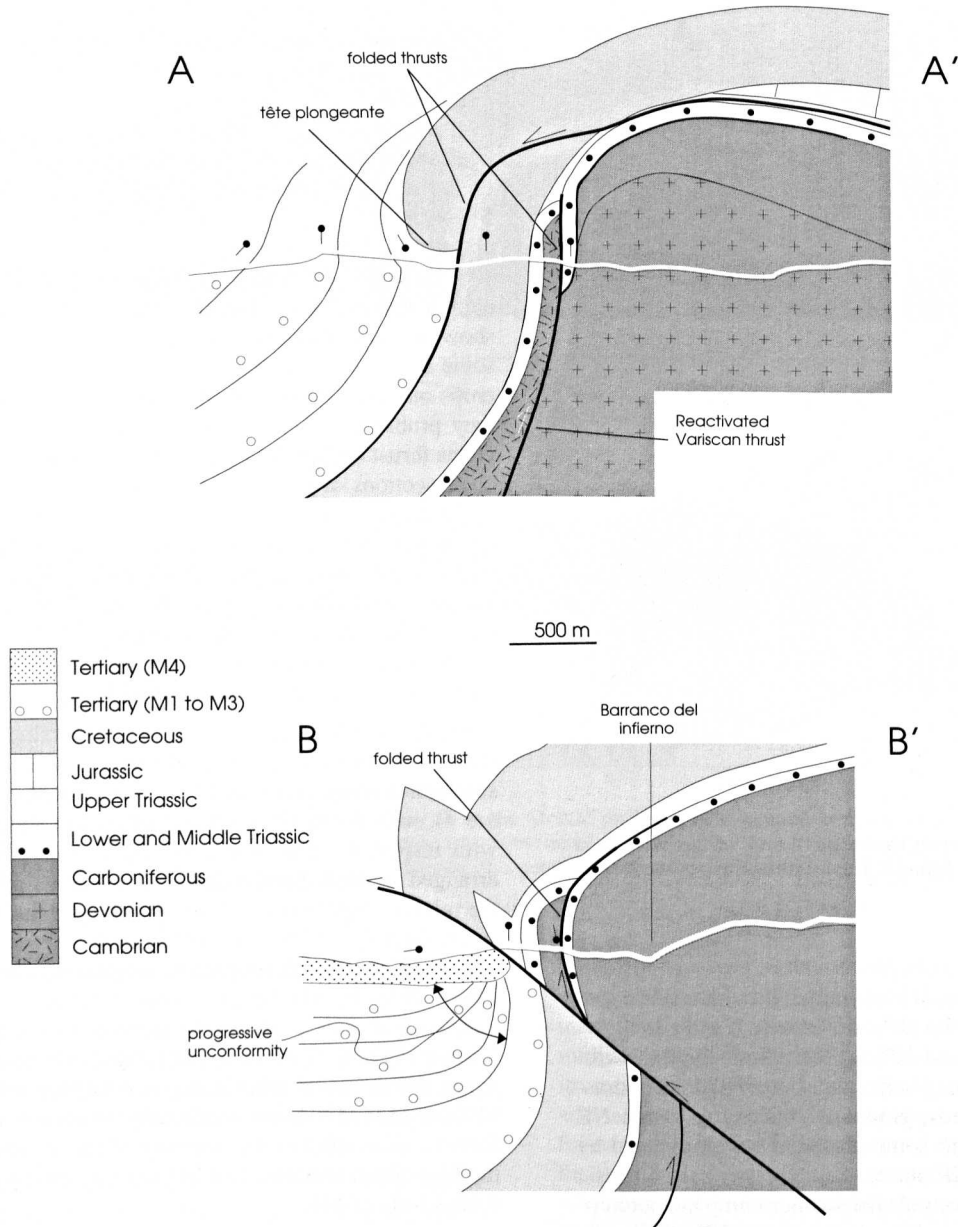 A
A'
folded thrusts
tête plongeante
Reactivated
Variscan thrust
500 m
Tertiary (M4)
Tertiary (M1 to M3)
Cretaceous
Jurassic
Upper Triassic
Lower and Middle Triassic
Carboniferous
Devonian
Cambrian
B
B'
Barranco del
infierno
folded thrust
progressive
unconformity